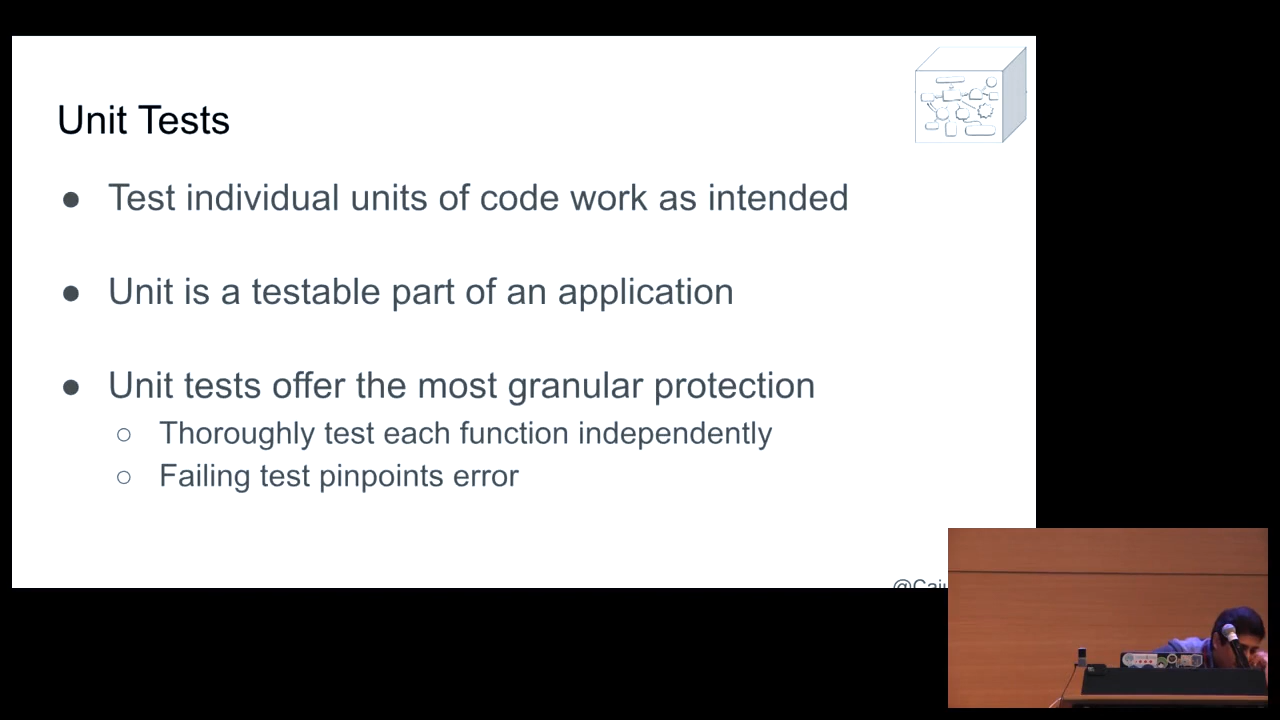 Unit Tests
● Test individual units of code work as intended
● Unit is a testable part of an application
● Unit tests offer the most granular protection
○ Thoroughly test each function independently
○ Failing test pinpoints error